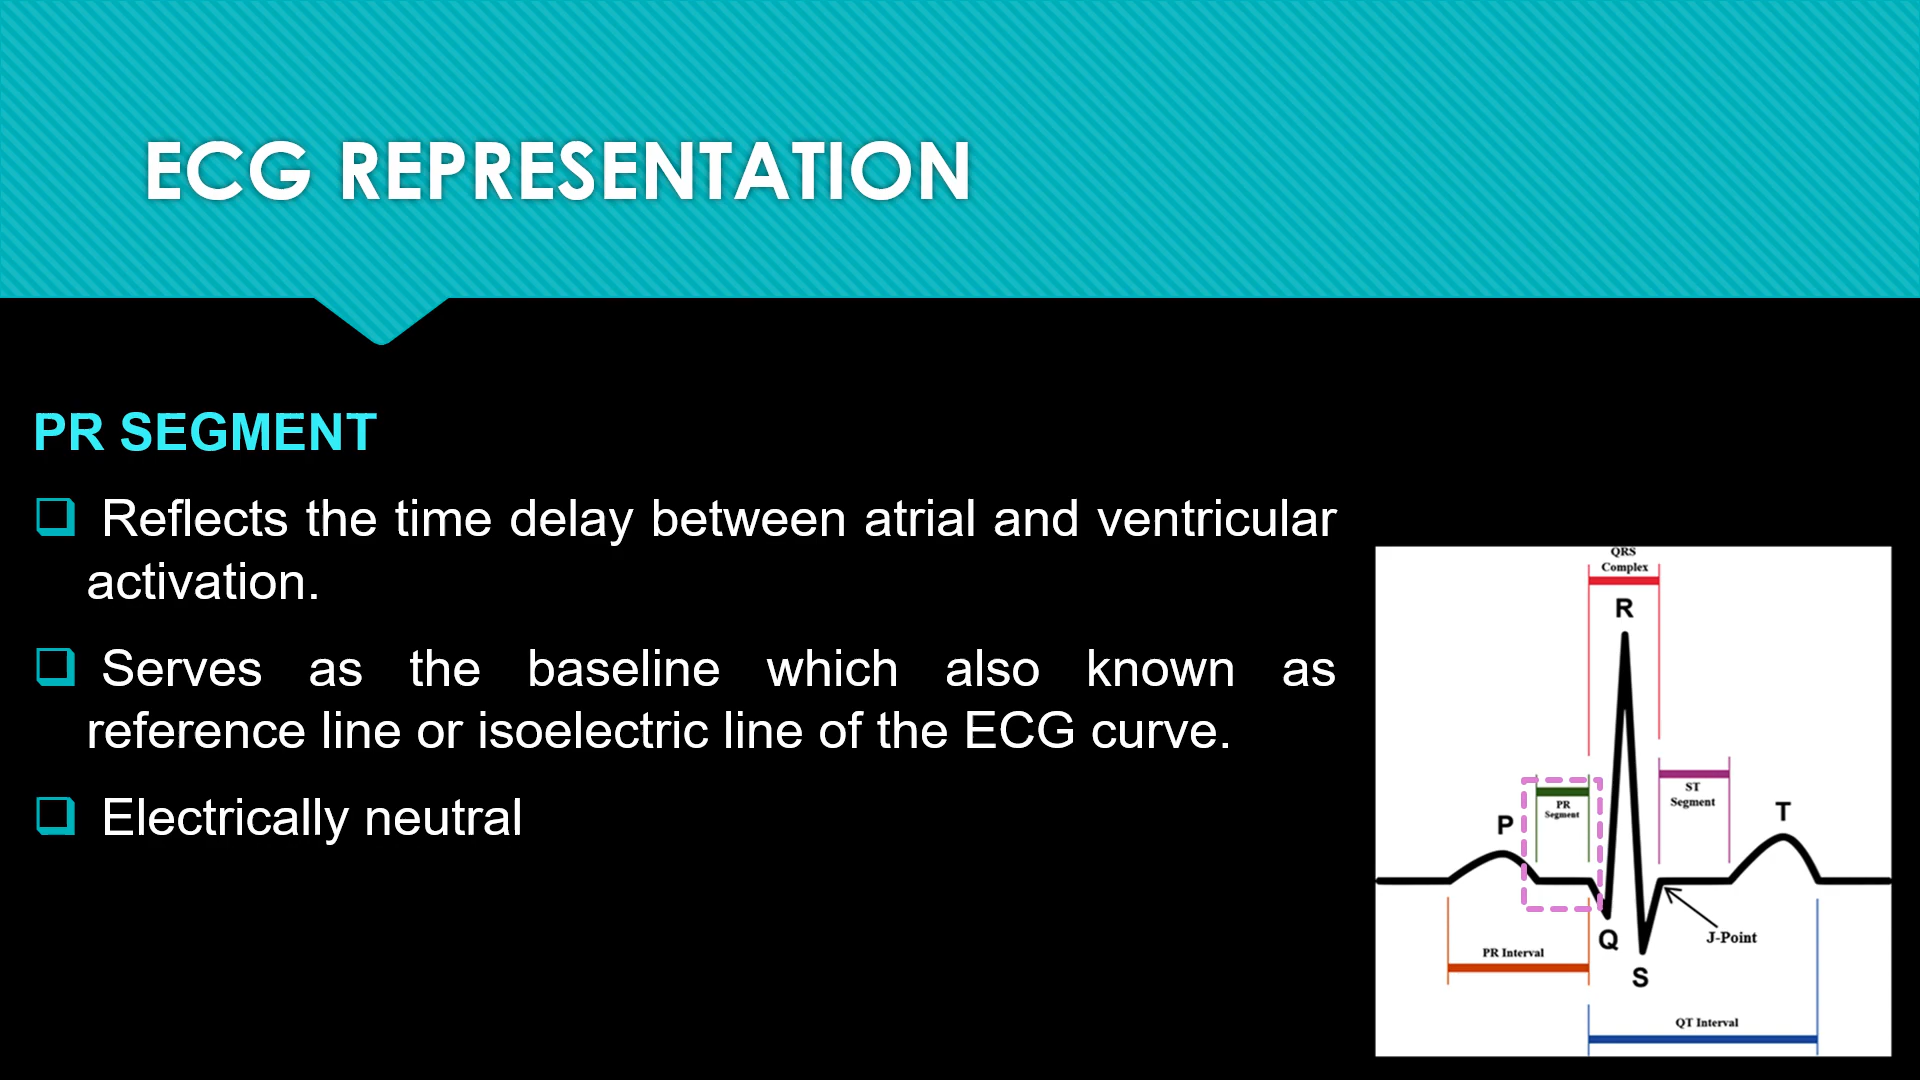 ECG REPRESENTATION
PR SEGMENT
Reflects the time delay between atrial and ventricular
activation.
Serves as the baseline which also known as
reference line or isoelectric line of the ECG curve.
Electrically neutral
QRS
Complex
R
PR
Segment
ST
Segment
P
T
Q
J-Point
PR Interval
S
QT Interval